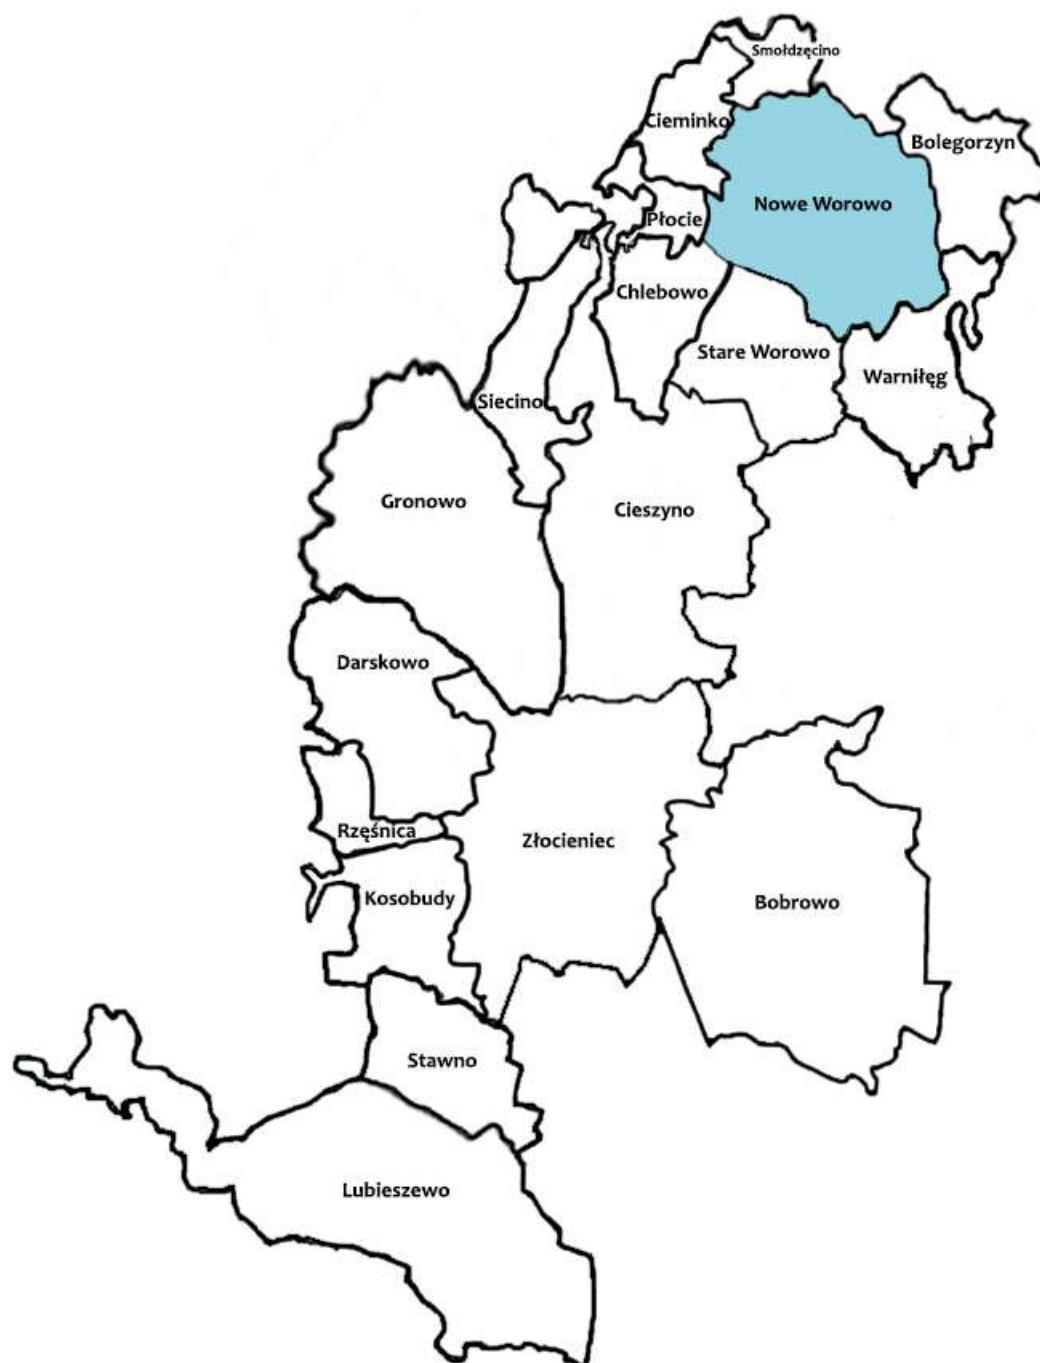 Smołdzęcino
Cieminko
Bolegorzyn
Nowe Worowo
Płocie
Chlebowo
Stare Worowo
Warniłęg
Siecino
Gronowo
Cieszyno
Darskowo
Rzęśnica
Złocieniec
Kosobudy
Bobrowo
Stawno
Lubieszewo